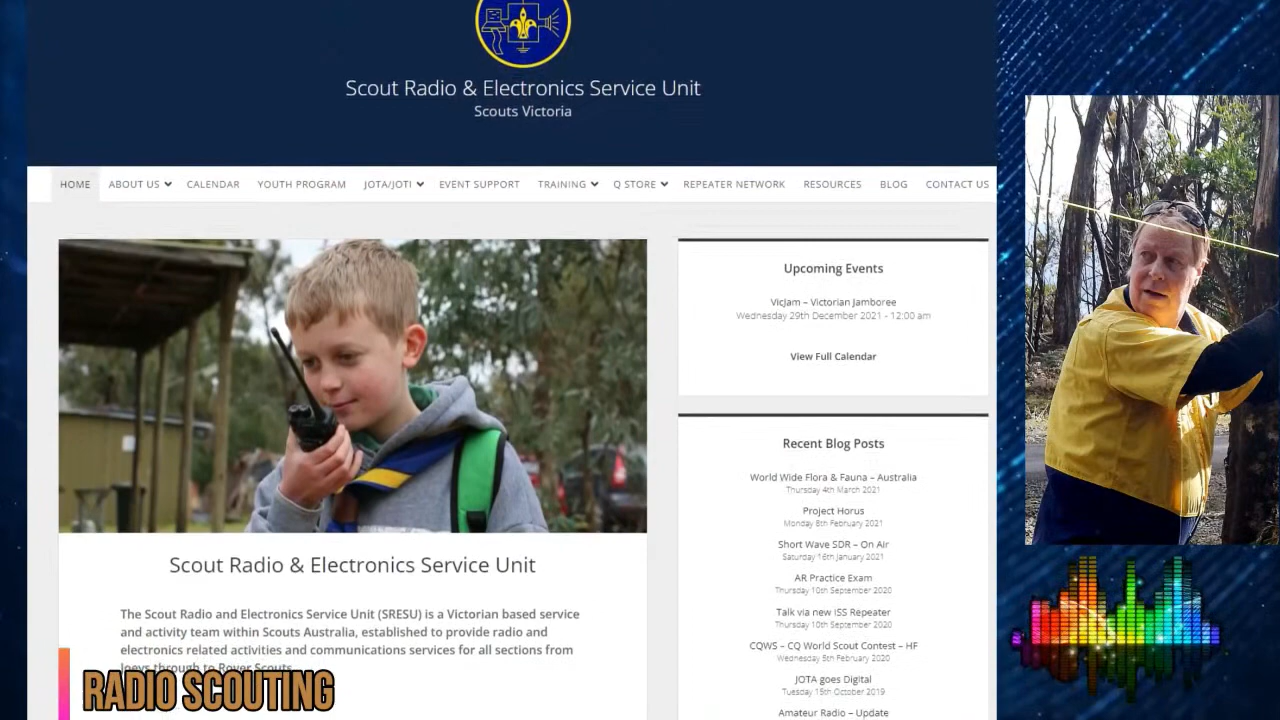 Scout Radio & Electronics Service Unit
Scouts Victoria
HOME ABOUT US CALENDAR YOUTH PROGRAM JOTA/JOTI EVENT SUPPORT TRAINING Q STORE REPEATER NETWORK RESOURCES BLOG CONTACT US
Upcoming Events
VicJam – Victorian Jamboree
Wednesday 29th December 2021 - 12:00 am
View Full Calendar
Recent Blog Posts
World Wide Flora & Fauna – Australia
Thursday 4th March 2021
Project Horus
Monday 8th February 2021
Short Wave SDR – On Air
Saturday 16th January 2021
AR Practice Exam
Thursday 10th September 2020
Talk via new iSS Repeater
Thursday 10th September 2020
CQWS – CQ World Scout Contest – HF
Wednesday 5th February 2020
JOTA goes Digital
Tuesday 15th October 2019
Amateur Radio – Update
Scout Radio & Electronics Service Unit
The Scout Radio and Electronics Service Unit (SRESU) is a Victorian based service
and activity team within Scouts Australia, established to provide radio and
electronics related activities and communications services for all sections from
Joeys through to Rover Scouts.
RADIO SCOUTING